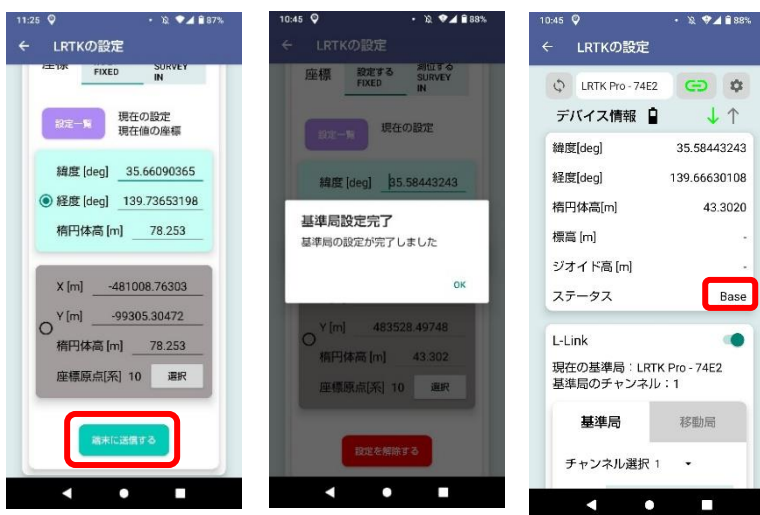 11:25
87%
LRTKの設定
FIXED
SURVEY
IN
設定一覧
現在の設定
現在値の座標
緯度 [deg] 35.66090365
経度 [deg] 139.73653198
楕円体高 [m] 78.253
X [m] -481008.76303
Y [m] -99305.30472
楕円体高 [m] 78.253
座標原点[系] 10 選択
端末に送信する
10:45
88%
LRTKの設定
座標
設定する
FIXED
測位する
SURVEY
IN
設定一覧
現在の設定
緯度 [deg] 35.58443243
基準局設定完了
基準局の設定が完了しました
OK
Y [m] 483528.49748
楕円体高 [m] 43.302
座標原点[系] 10 選択
設定を解除する
10:45
88%
LRTKの設定
LRTK Pro - 74E2
デバイス情報
緯度[deg] 35.58443243
経度[deg] 139.66630108
楕円体高[m] 43.3020
標高 [m] -
ジオイド高 [m] -
ステータス Base
L-Link
現在の基準局：LRTK Pro - 74E2
基準局のチャンネル：1
基準局 移動局
チャンネル選択 1